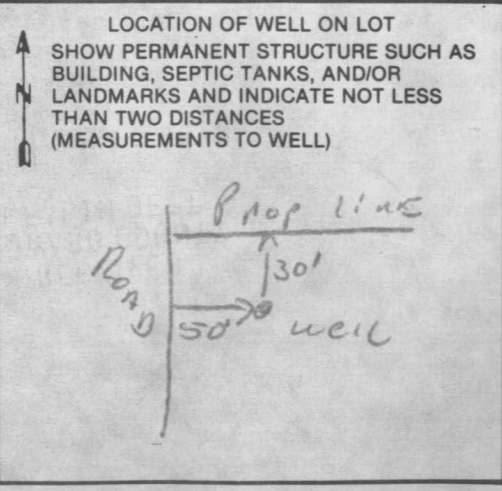 LOCATION OF WELL ON LOT
SHOW PERMANENT STRUCTURE SUCH AS
BUILDING, SEPTIC TANKS, AND/OR
N
LANDMARKS AND INDICATE NOT LESS
THAN TWO DISTANCES
(MEASUREMENTS TO WELL)
Prop Line
ROAD
30'
50'
well